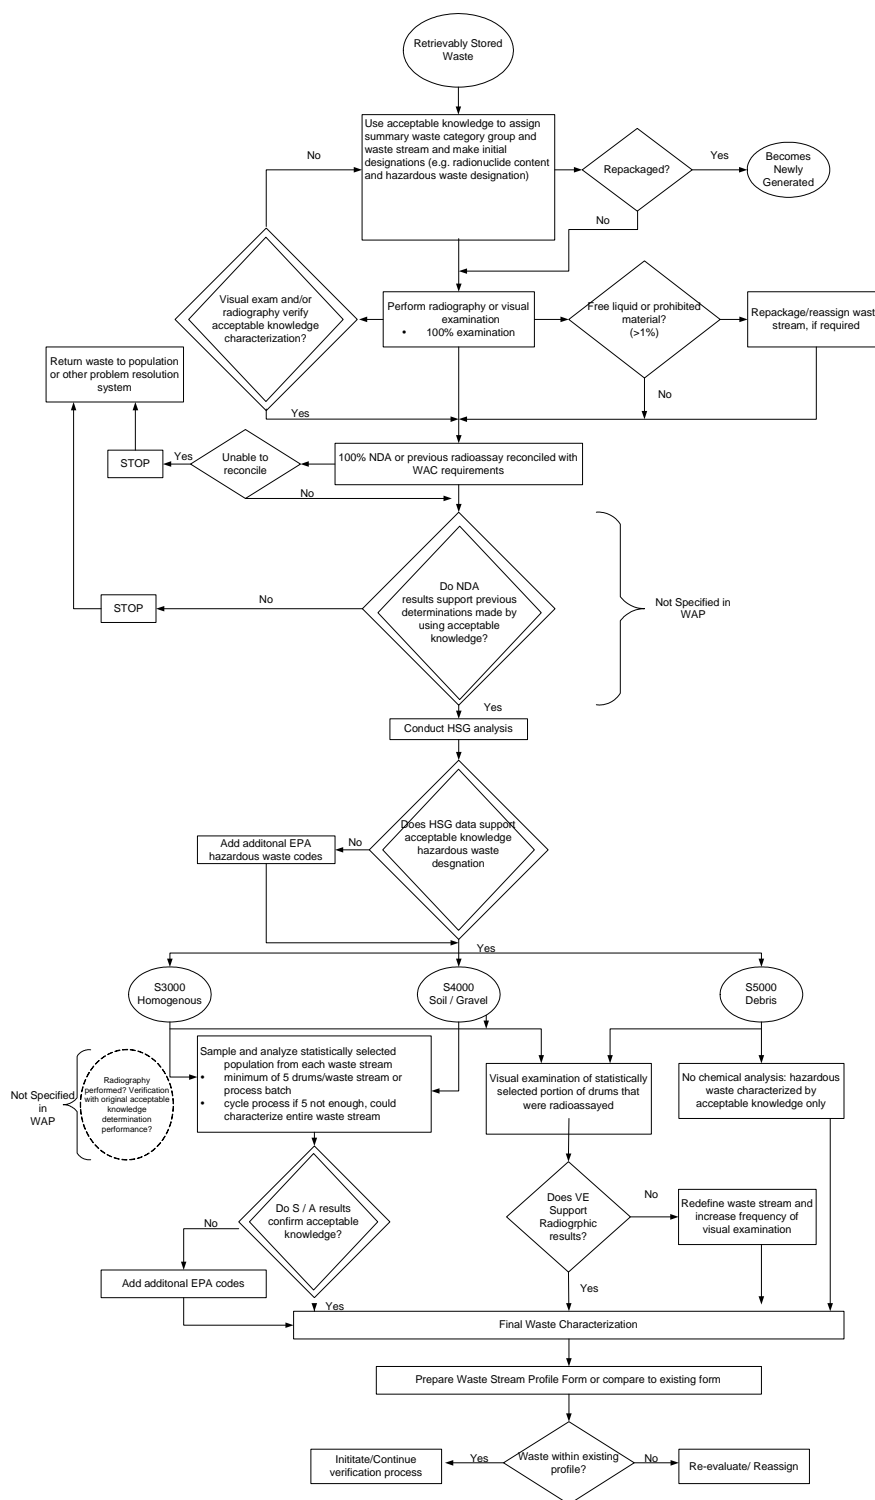 Retrievably Stored
Waste
Use acceptable knowledge to assign
summary waste category group and
waste stream and make initial
designations (e.g. radionuclide content
and hazardous waste designation)
No
Repackaged?
Yes
Becomes
Newly
Generated
No
Visual exam and/or
radiography verify
acceptable knowledge
characterization?
Perform radiography or visual
examination
• 100% examination
Free liquid or prohibited
material?
(>1%)
Repackage/reassign waste
stream, if required
Return waste to population
or other problem resolution
system
No
Yes
STOP
Yes
Unable to
reconcile
100% NDA or previous radioassay reconciled with
WAC requirements
No
Do NDA
results support previous
determinations made by
using acceptable
knowledge?
No
STOP
Not Specified in
WAP
Yes
Conduct HSG analysis
Does HSG data support
acceptable knowledge
hazardous waste
desgnation
No
Add additonal EPA
hazardous waste codes
Yes
S3000
Homogenous
S4000
Soil / Gravel
S5000
Debris
Not Specified
in
WAP
Radiography
performed? Verification
with original acceptable
knowledge
determination
performance?
Sample and analyze statistically selected
population from each waste stream
• minimum of 5 drums/waste stream or
process batch
• cycle process if 5 not enough, could
characterize entire waste stream
Visual examination of statistically
selected portion of drums that
were radioassayed
No chemical analysis: hazardous
waste characterized by
acceptable knowledge only
Do S / A results
confirm acceptable
knowledge?
No
Add additonal EPA codes
Yes
Does VE
Support
Radiogrphic
results?
No
Redefine waste stream and
increase frequency of
visual examination
Yes
Final Waste Characterization
Prepare Waste Stream Profile Form or compare to existing form
Waste within existing
profile?
Yes
Inititate/Continue
verification process
No
Re-evaluate/ Reassign